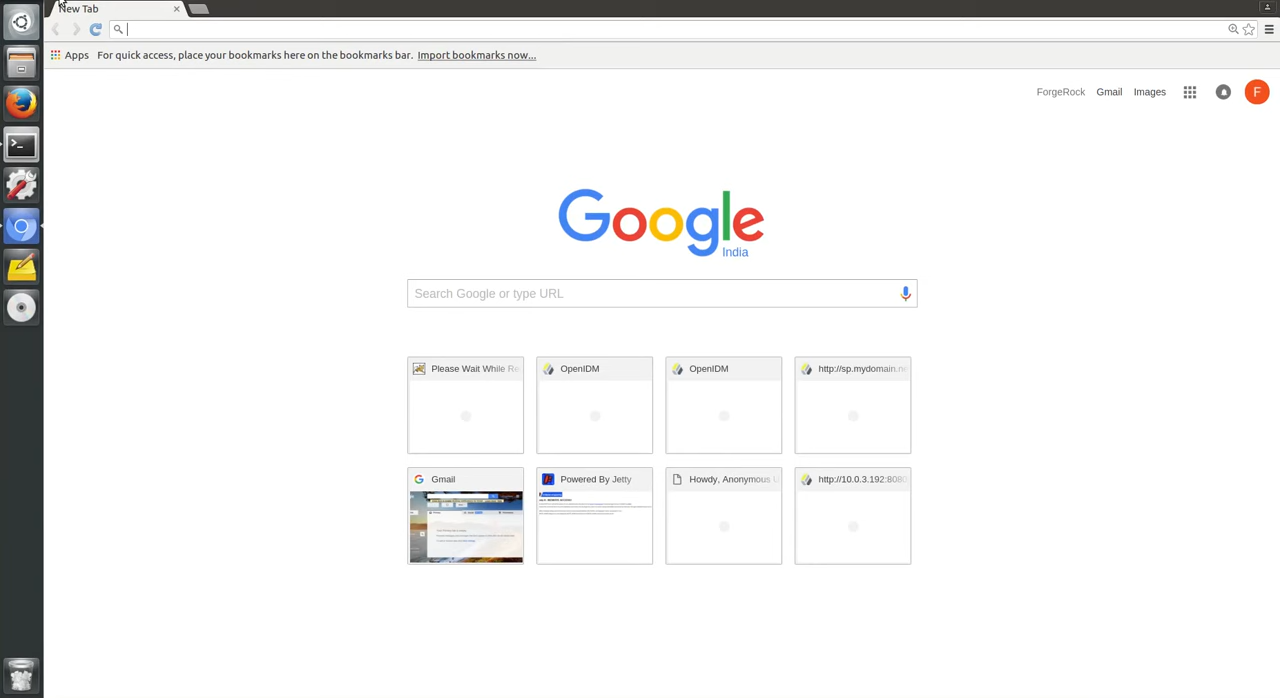 New Tab
Apps For quick access, place your bookmarks here on the bookmarks bar. Import bookmarks now...
ForgeRock Gmail Images F
Google
India
Search Google or type URL
Please Wait While Re
OpenIDM
OpenIDM
http://sp.mydomain.ne
Gmail
Powered By Jetty
Howdy, Anonymous U
http://10.0.3.192:8080